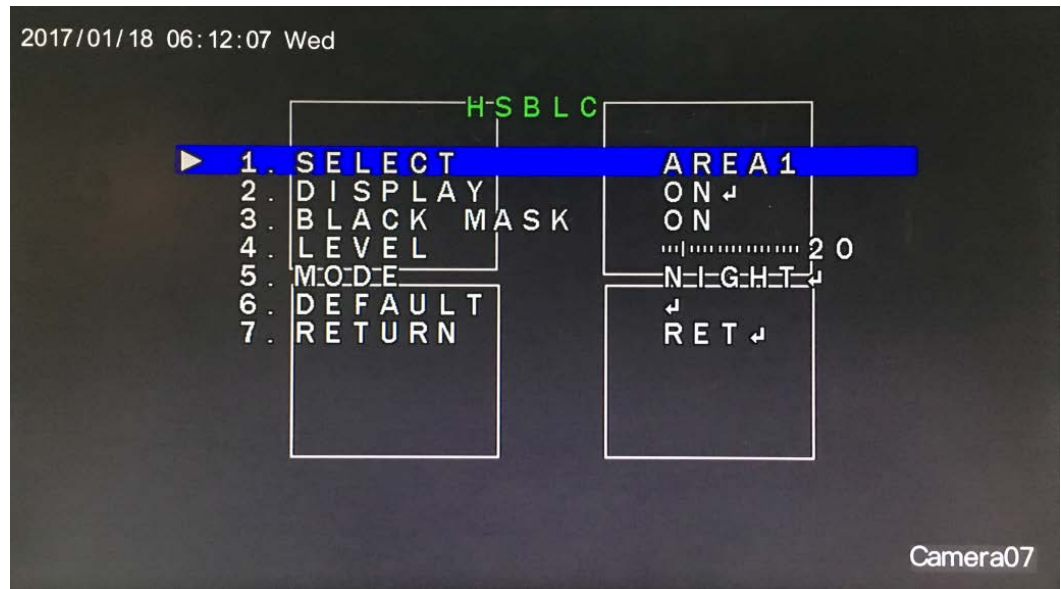 2017/01/18 06:12:07 Wed
HSBLC
1. SELECT AREA1
2. DISPLAY ON↵
3. BLACK MASK ON
4. LEVEL 20
5. MODE NIGHT↵
6. DEFAULT ↵
7. RETURN RET↵
Camera07